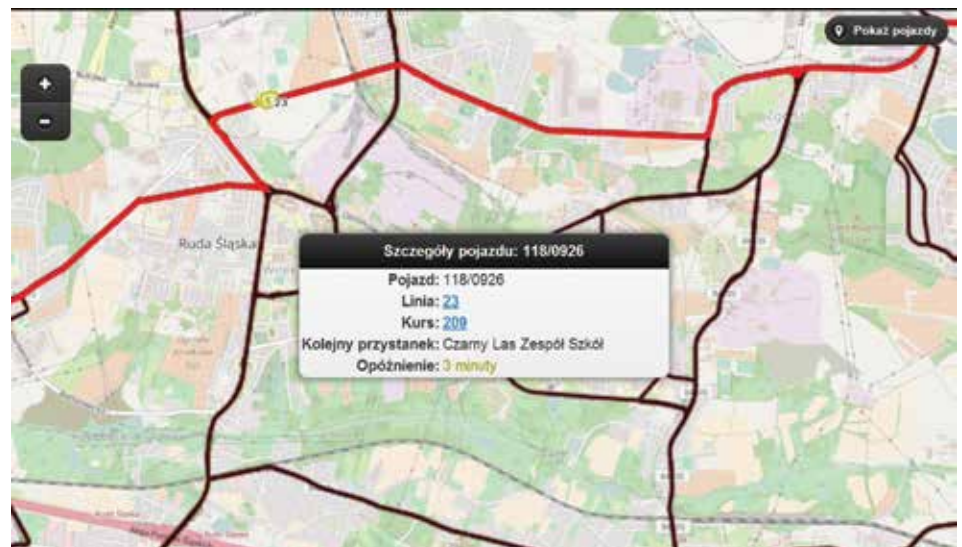 Pokaż pojazdy
+
23
-
Ruda Śląska
Szczegóły pojazdu: 118/0926
Pojazd: 118/0926
Linia: 23
Kurs: 209
Kolejny przystanek: Czarny Las Zespół Szkół
Opóźnienie: 3 minuty